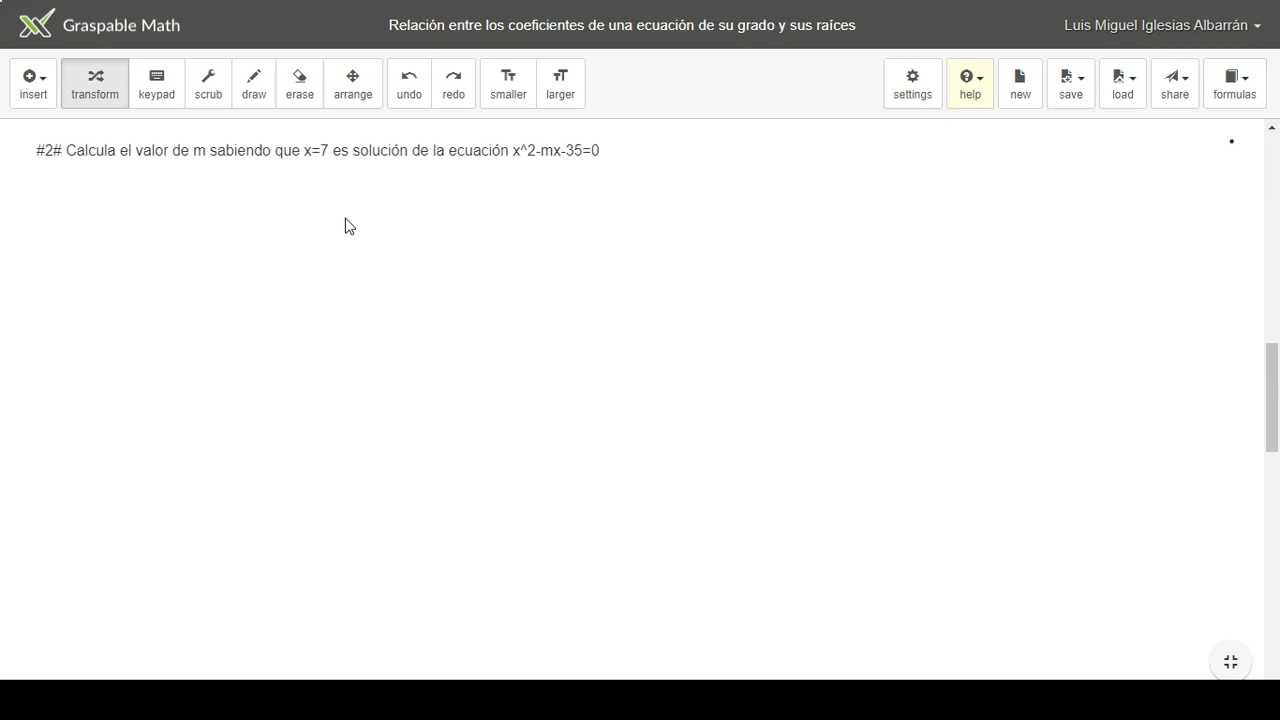 Graspable Math
Relación entre los coeficientes de una ecuación de su grado y sus raíces
Luis Miguel Iglesias Albarrán
insert transform keypad scrub draw erase arrange undo redo smaller larger settings help new save load share formulas
#2# Calcula el valor de m sabiendo que x=7 es solución de la ecuación x^2-mx-35=0